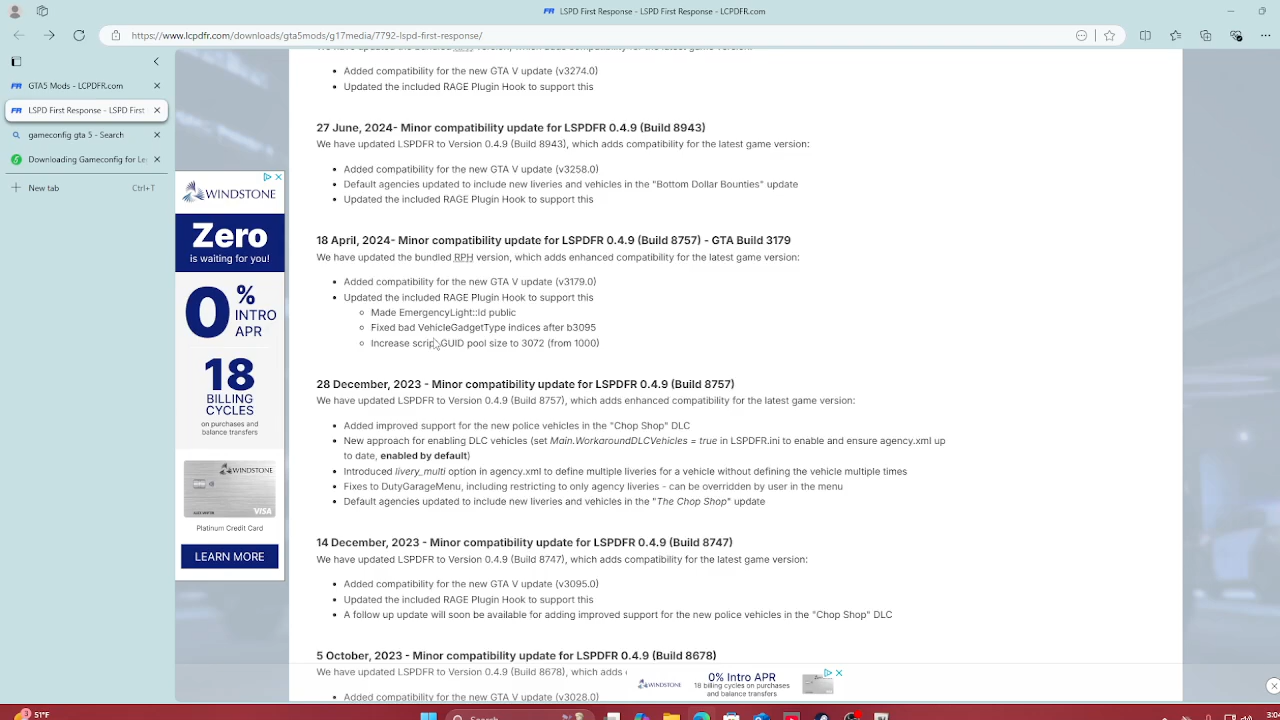 LSPD First Response - LSPD First Response - LCPDFR.com
https://www.lcpdfr.com/downloads/gta5mods/g17media/7792-lspd-first-response/
GTA5 Mods - LCPDFR.com
LSPD First Response - LSPD First
gameconfig gta 5 - Search
Downloading Gameconfig for Les
New tab
Ctrl+T
Added compatibility for the new GTA V update (v3274.0)
Updated the included RAGE Plugin Hook to support this
27 June, 2024- Minor compatibility update for LSPDFR 0.4.9 (Build 8943)
We have updated LSPDFR to Version 0.4.9 (Build 8943), which adds compatibility for the latest game version:
Added compatibility for the new GTA V update (v3258.0)
Default agencies updated to include new liveries and vehicles in the "Bottom Dollar Bounties" update
Updated the included RAGE Plugin Hook to support this
18 April, 2024- Minor compatibility update for LSPDFR 0.4.9 (Build 8757) - GTA Build 3179
We have updated the bundled RPH version, which adds enhanced compatibility for the latest game version:
Added compatibility for the new GTA V update (v3179.0)
Updated the included RAGE Plugin Hook to support this
Made EmergencyLight::Id public
Fixed bad VehicleGadgetType indices after b3095
Increase script GUID pool size to 3072 (from 1000)
28 December, 2023 - Minor compatibility update for LSPDFR 0.4.9 (Build 8757)
We have updated LSPDFR to Version 0.4.9 (Build 8757), which adds enhanced compatibility for the latest game version:
Added improved support for the new police vehicles in the "Chop Shop" DLC
New approach for enabling DLC vehicles (set Main.WorkaroundDLCVehicles = true in LSPDFR.ini to enable and ensure agency.xml up
to date, enabled by default)
Introduced livery_multi option in agency.xml to define multiple liveries for a vehicle without defining the vehicle multiple times
Fixes to DutyGarageMenu, including restricting to only agency liveries - can be overridden by user in the menu
Default agencies updated to include new liveries and vehicles in the "The Chop Shop" update
14 December, 2023 - Minor compatibility update for LSPDFR 0.4.9 (Build 8747)
We have updated LSPDFR to Version 0.4.9 (Build 8747), which adds compatibility for the latest game version:
Added compatibility for the new GTA V update (v3095.0)
Updated the included RAGE Plugin Hook to support this
A follow up update will soon be available for adding improved support for the new police vehicles in the "Chop Shop" DLC
5 October, 2023 - Minor compatibility update for LSPDFR 0.4.9 (Build 8678)
We have updated LSPDFR to Version 0.4.9 (Build 8678), which adds
Added compatibility for the new GTA V update (v3028.0)
WINDSTONE
Zero
is waiting for you!
0% INTRO
APR
18 BILLING
CYCLES
on purchases
and balance transfers
WINDSTONE
VISA
Platinum Credit Card
LEARN MORE
WINDSTONE
0% Intro APR
18 billing cycles on purchases
and balance transfers